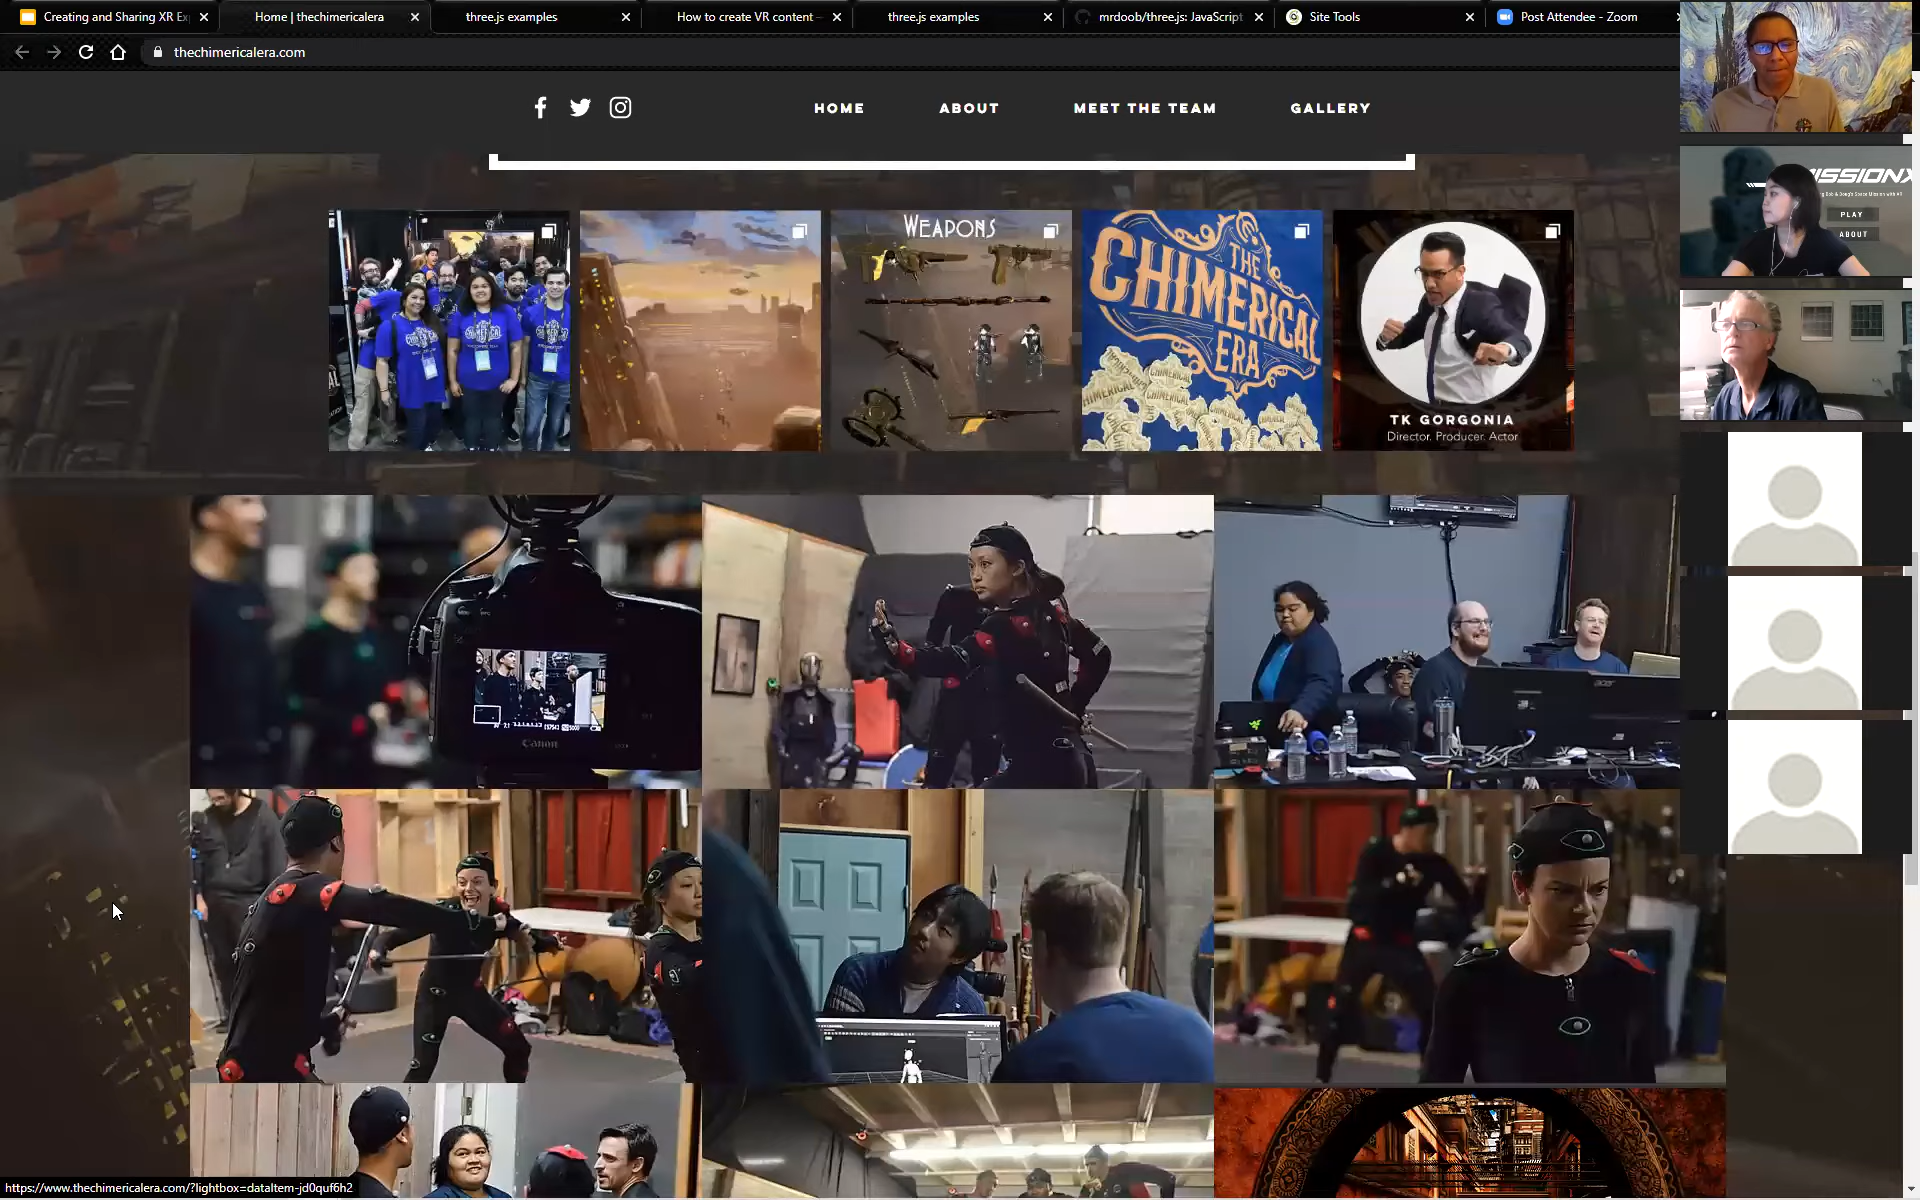 Creating and Sharing XR Ex
Home | thechimericalera
three.js examples
How to create VR content
three.js examples
mrdoob/three.js: JavaScript
Site Tools
Post Attendee - Zoom
thechimericalera.com
HOME
ABOUT
MEET THE TEAM
GALLERY
ISSIONX
PLAY
ABOUT
WEAPONS
THE
CHIMERICAL
ERA
TK GORGONIA
Director. Producer. Actor
Canon
acer
https://www.thechimericalera.com/?lightbox=dataItem-jd0quf6h2